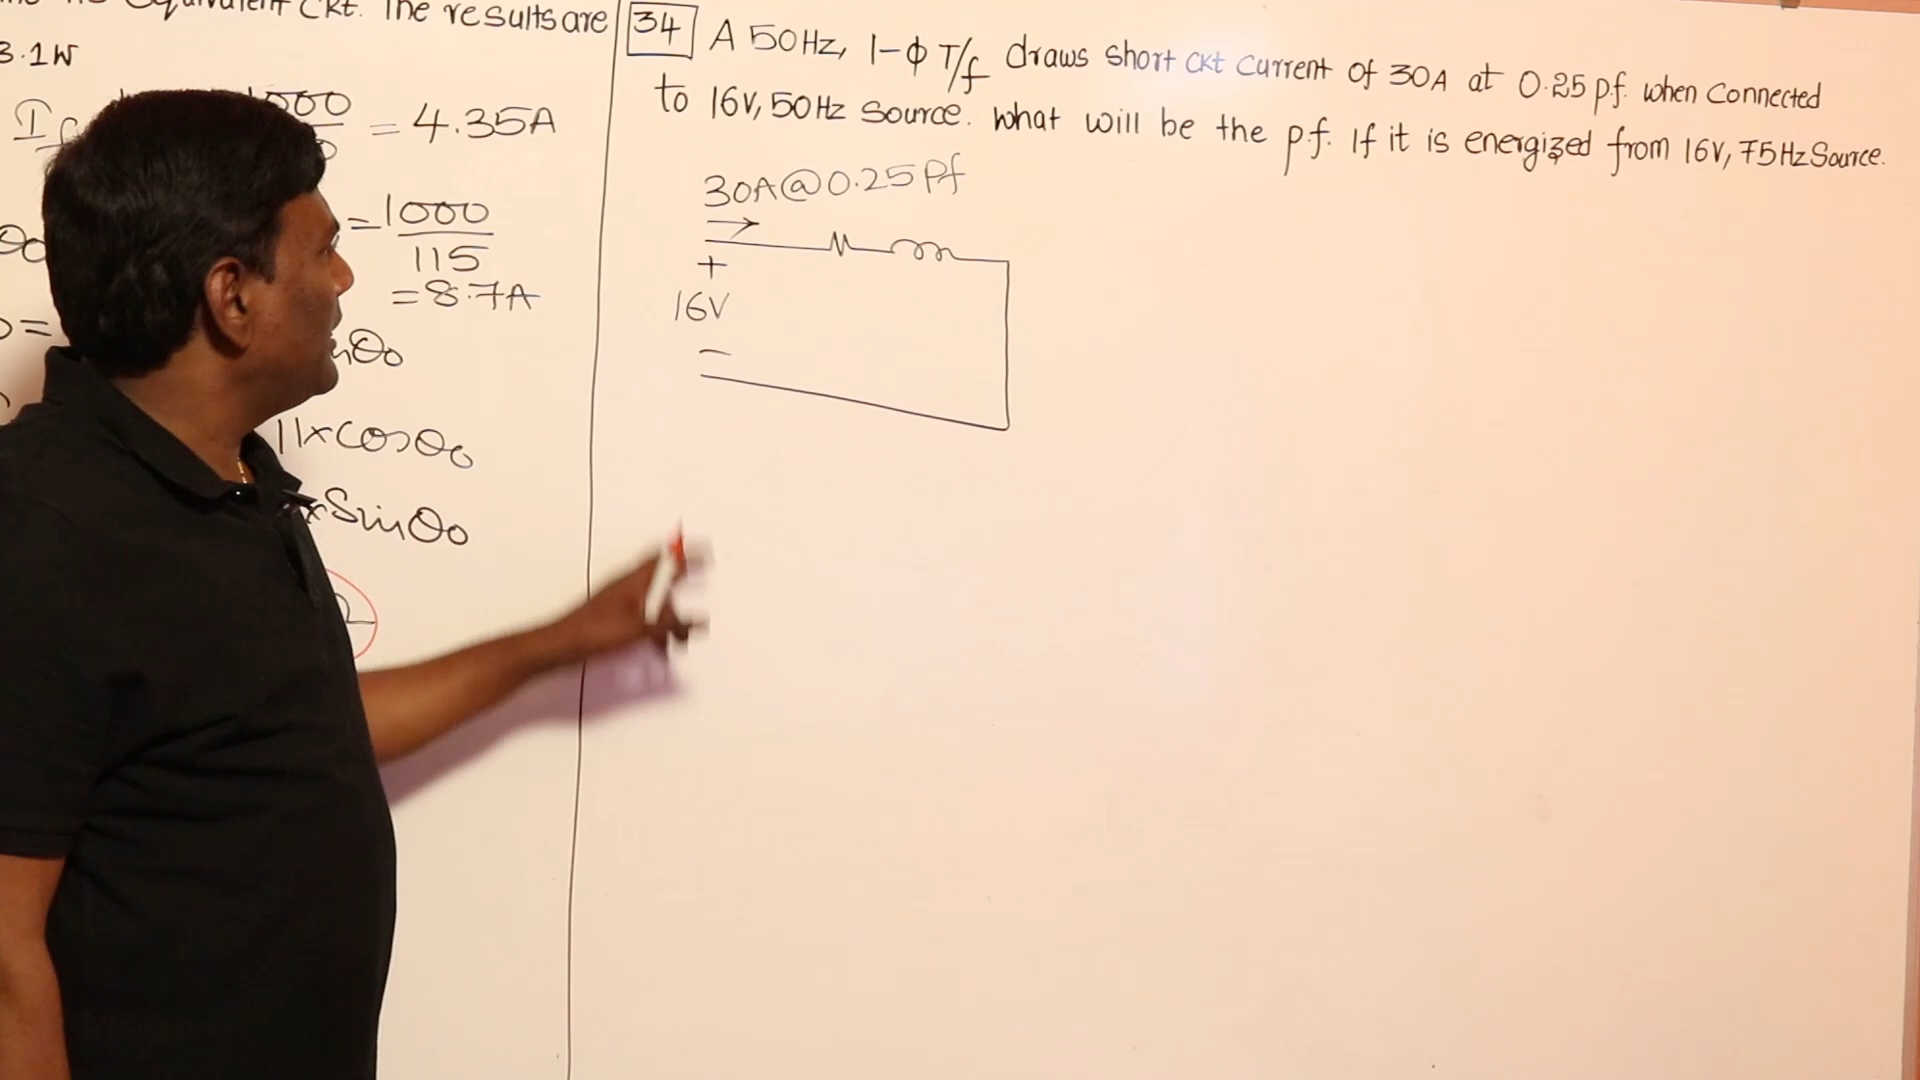 Equivalent Ckt. The results are
3.1W
= 4.35A
= 1000
115
= 8.7A
11×cosθo
×Sinθo
34 A 50Hz, 1-ϕ T/f draws short ckt current of 30A at 0.25 p.f. when connected
to 16V, 50Hz source. What will be the p.f. If it is energized from 16V, 75Hz Source.
30A@0.25 Pf
+
16V
−